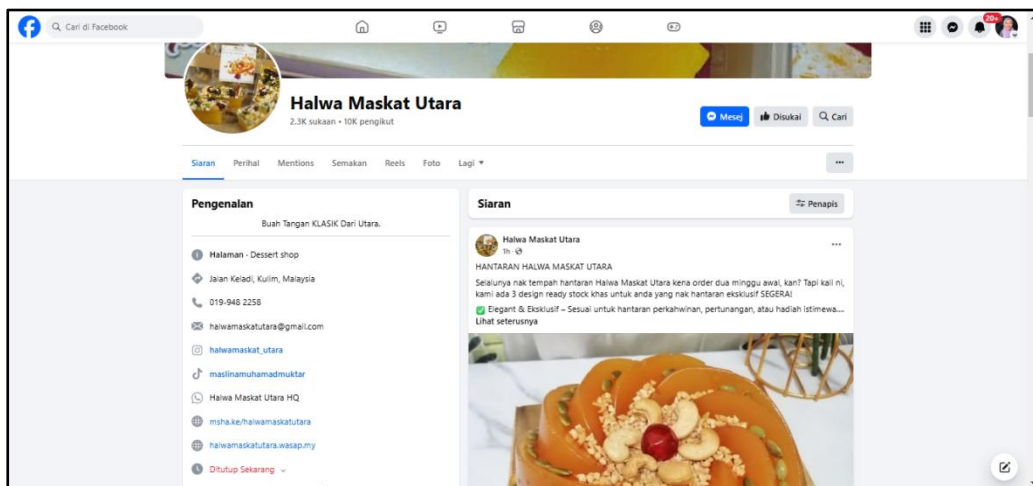 Cari di Facebook
20+
Halwa Maskat Utara
2.3K sukaan • 10K pengikut
Mesej
Disukai
Cari
Siaran
Perihal
Mentions
Semakan
Reels
Foto
Lagi
Pengenalan
Buah Tangan KLASIK Dari Utara.
Halaman · Dessert shop
Jalan Keladi, Kulim, Malaysia
019-948 2258
halwamaskatutara@gmail.com
halwamaskat_utara
maslinamuhamadmuktar
Halwa Maskat Utara HQ
msha.ke/halwamaskatutara
halwamaskatutara.wasap.my
Ditutup Sekarang
Siaran
Penapis
Halwa Maskat Utara
1h
HANTARAN HALWA MASKAT UTARA
Selalunya nak tempah hantaran Halwa Maskat Utara kena order dua minggu awal, kan? Tapi kali ni,
kami ada 3 design ready stock khas untuk anda yang nak hantaran eksklusif SEGERA!
✅ Elegant & Eksklusif – Sesuai untuk hantaran perkahwinan, pertunangan, atau hadiah istimewa....
Lihat seterusnya